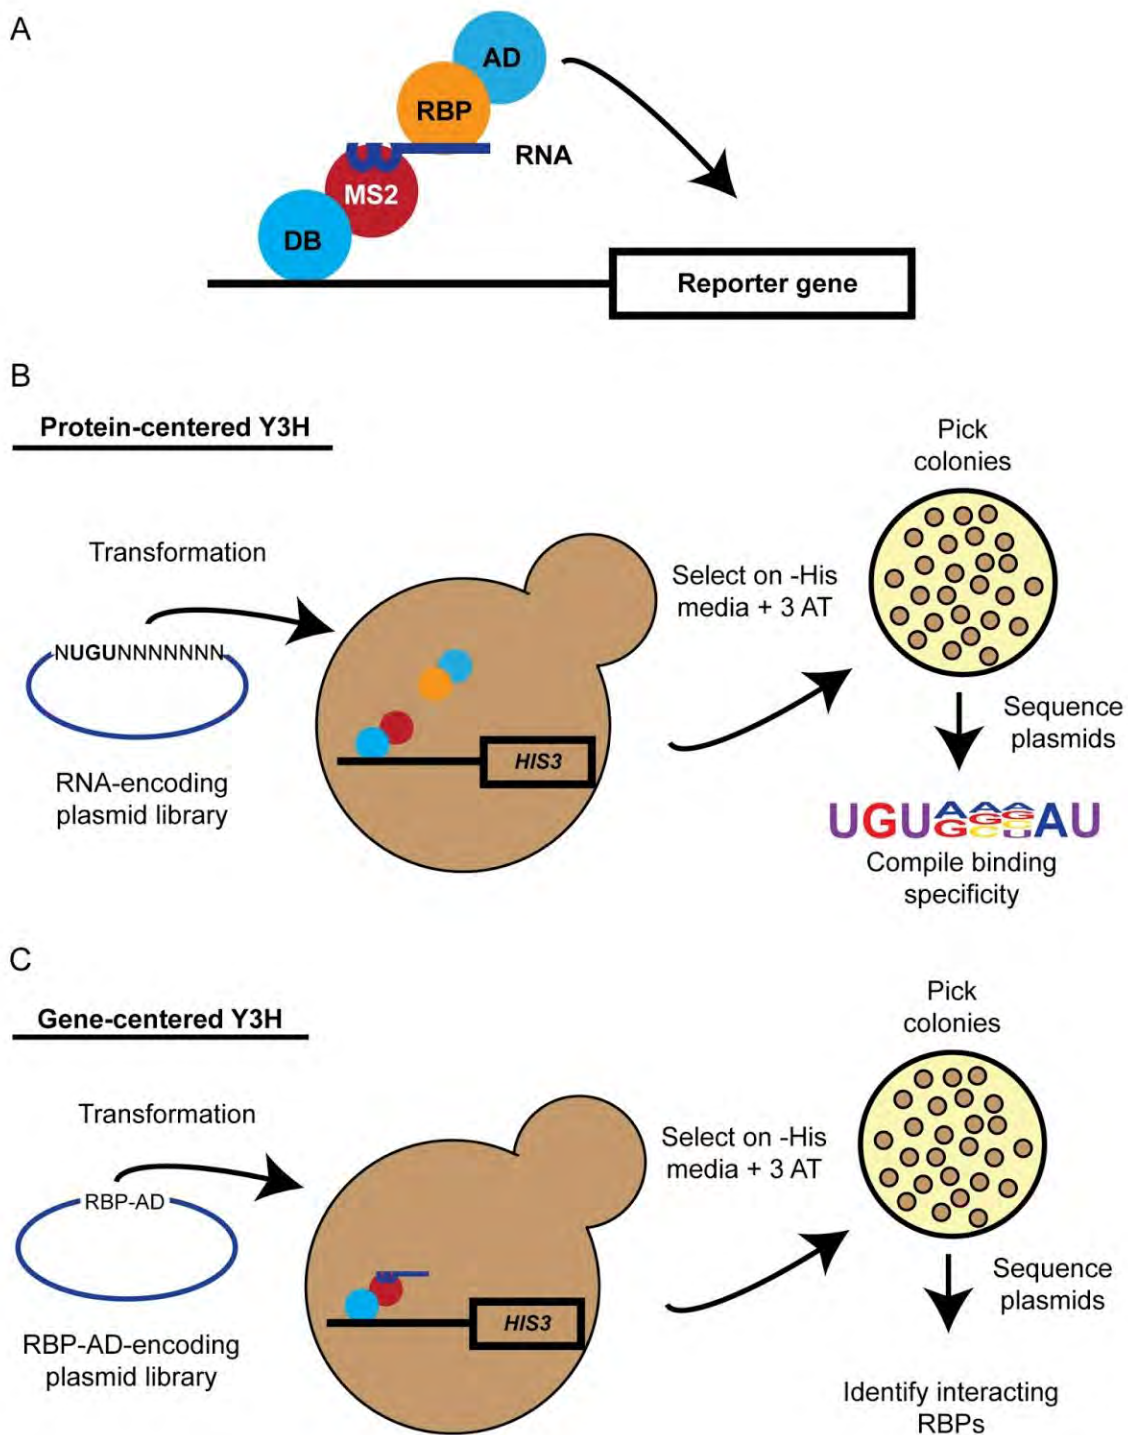 A
AD
RBP
RNA
MS2
DB
Reporter gene
B
Protein-centered Y3H
Pick
colonies
Transformation
Select on -His
media + 3 AT
NUGUNNNNNNN
HIS3
RNA-encoding
plasmid library
Sequence
plasmids
UGU
A
G
A
G
C
A
G
C
U
AU
Compile binding
specificity
C
Gene-centered Y3H
Pick
colonies
Transformation
Select on -His
media + 3 AT
RBP-AD
HIS3
RBP-AD-encoding
plasmid library
Sequence
plasmids
Identify interacting
RBPs